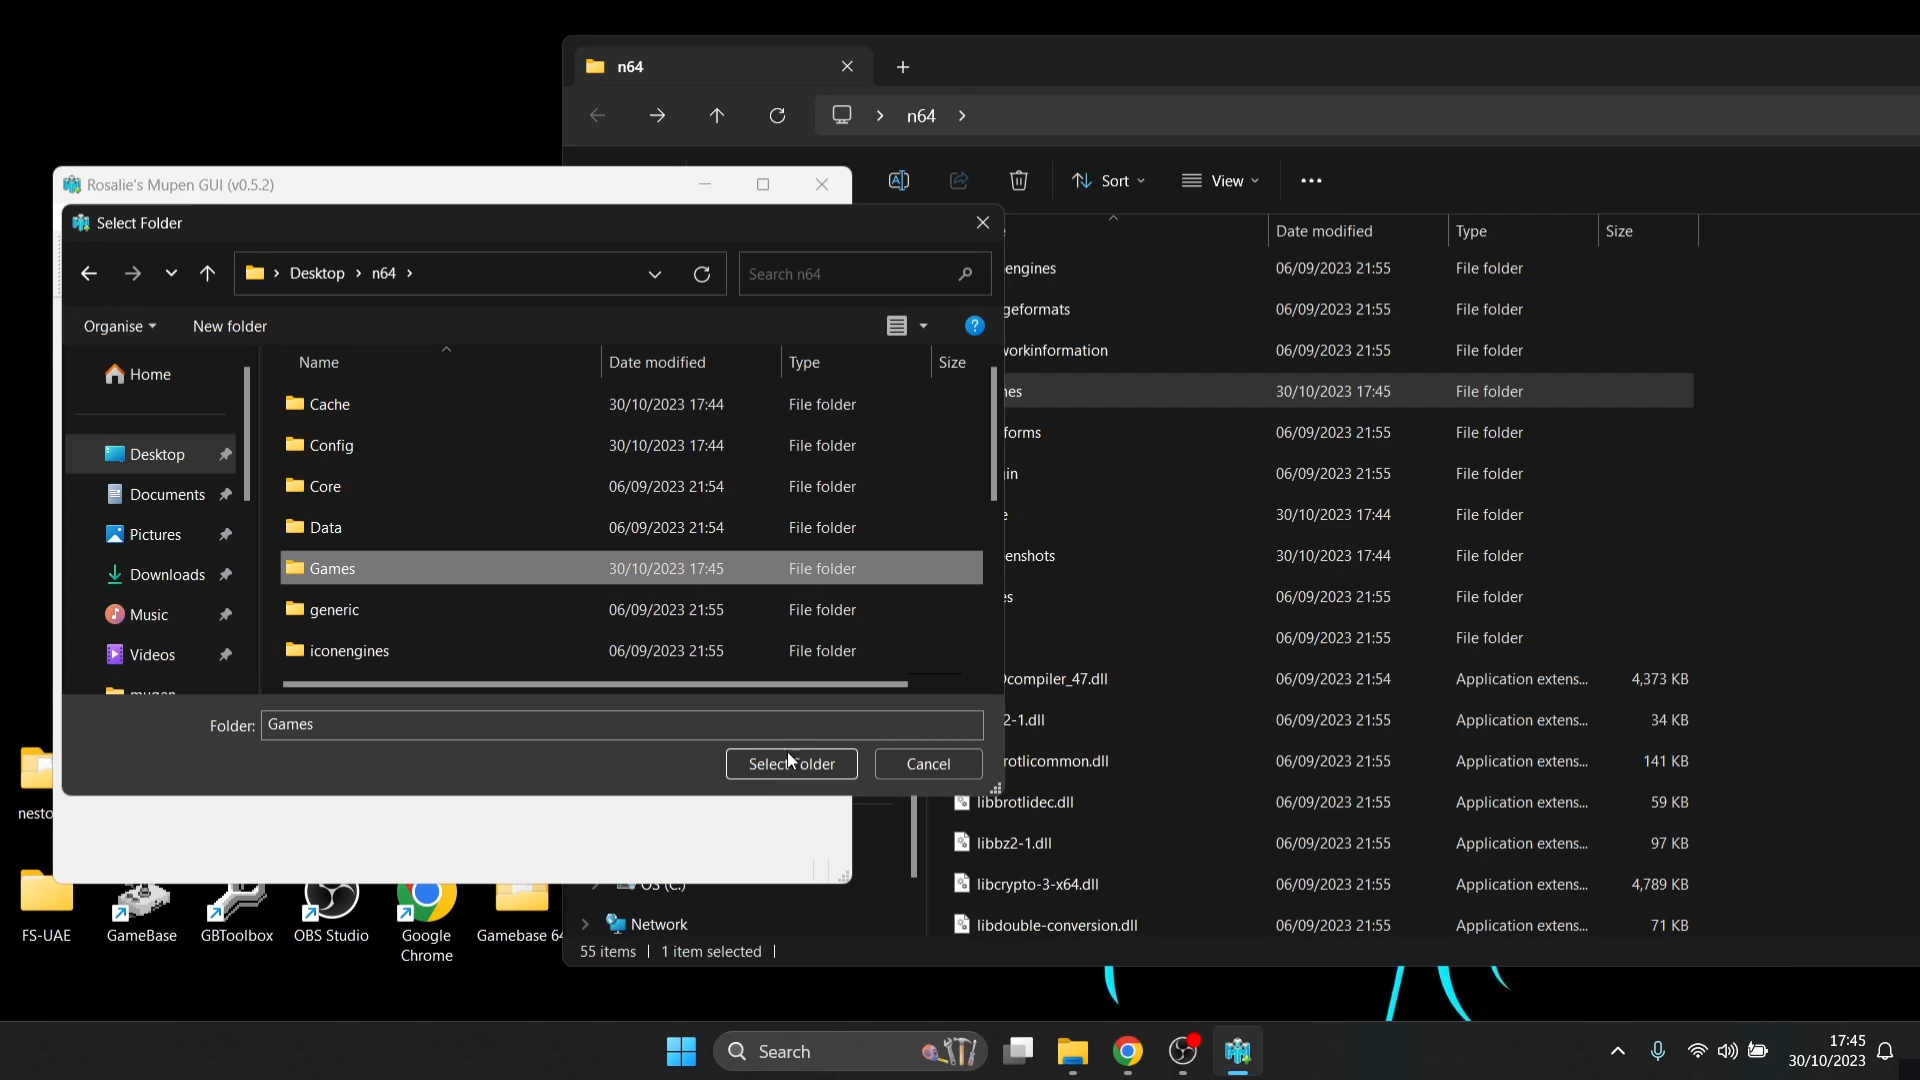 n64
n64
Sort
View
Rosalie's Mupen GUI (v0.5.2)
Select Folder
Desktop
n64
Search n64
Organise
New folder
Name
Date modified
Type
Size
Home
Desktop
Documents
Pictures
Downloads
Music
Videos
Cache 30/10/2023 17:44 File folder
Config 30/10/2023 17:44 File folder
Core 06/09/2023 21:54 File folder
Data 06/09/2023 21:54 File folder
Games 30/10/2023 17:45 File folder
generic 06/09/2023 21:55 File folder
iconengines 06/09/2023 21:55 File folder
Folder: Games
Select Folder
Cancel
Date modified
Type
Size
engines 06/09/2023 21:55 File folder
geformats 06/09/2023 21:55 File folder
workinformation 06/09/2023 21:55 File folder
nes 30/10/2023 17:45 File folder
forms 06/09/2023 21:55 File folder
in 06/09/2023 21:55 File folder
e 30/10/2023 17:44 File folder
enshots 30/10/2023 17:44 File folder
es 06/09/2023 21:55 File folder
06/09/2023 21:55 File folder
compiler_47.dll 06/09/2023 21:54 Application extens... 4,373 KB
2-1.dll 06/09/2023 21:55 Application extens... 34 KB
rotlicommon.dll 06/09/2023 21:55 Application extens... 141 KB
libbrotlidec.dll 06/09/2023 21:55 Application extens... 59 KB
libbz2-1.dll 06/09/2023 21:55 Application extens... 97 KB
libcrypto-3-x64.dll 06/09/2023 21:55 Application extens... 4,789 KB
libdouble-conversion.dll 06/09/2023 21:55 Application extens... 71 KB
OS (C:)
Network
55 items
1 item selected
nesto
FS-UAE
GameBase
GBToolbox
OBS Studio
Google
Chrome
Gamebase 64
Search
17:45
30/10/2023